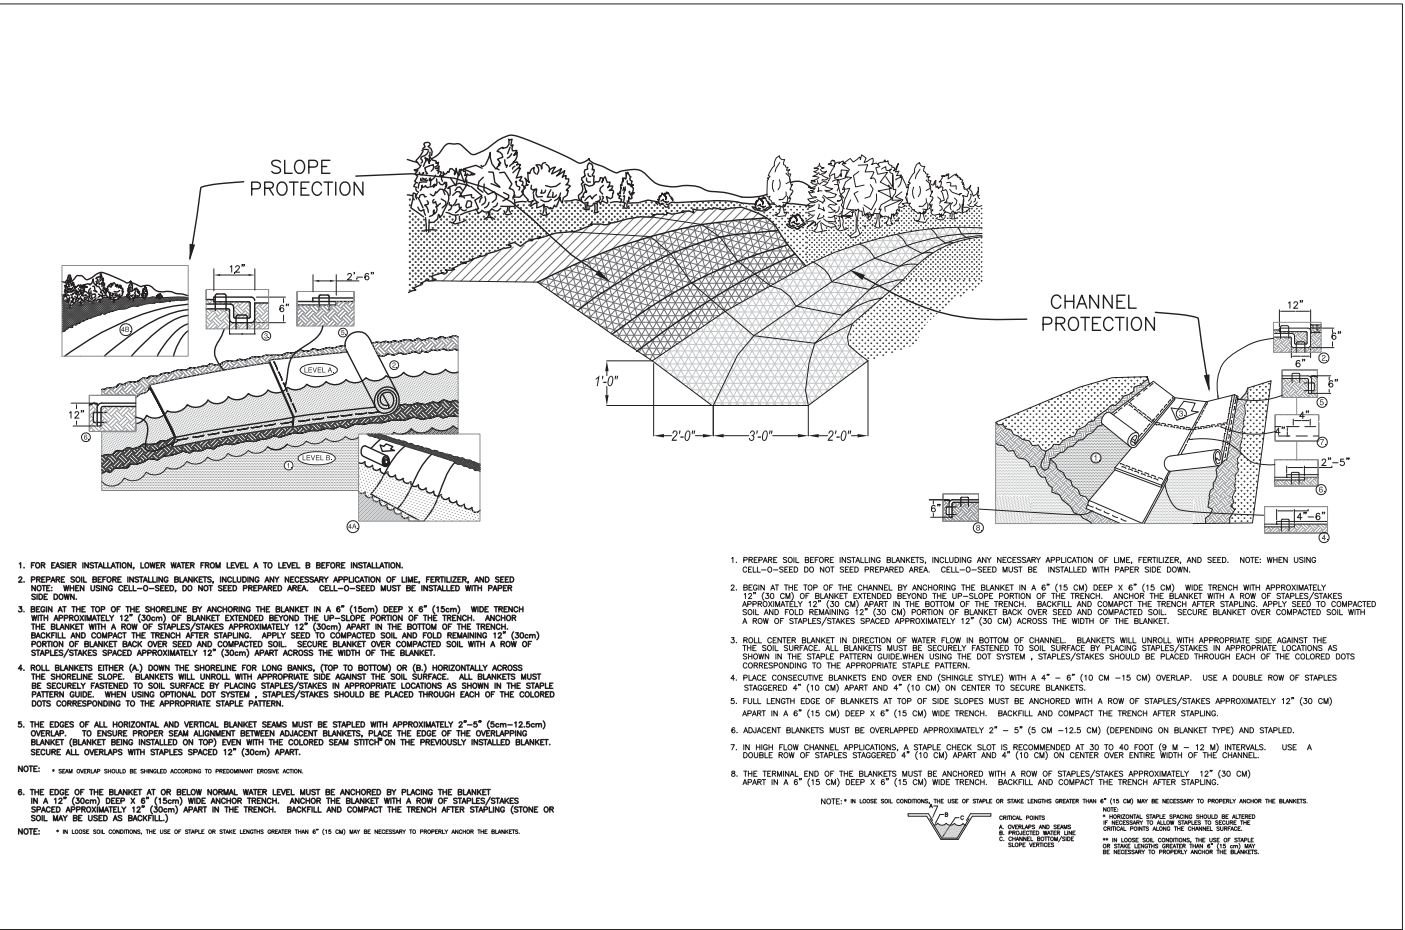 SLOPE
PROTECTION
12"
2'-6"
6"
3.
5.
4B.
LEVEL A.
2.
12"
6.
1.
LEVEL B.
4A.
1'-0"
2'-0"
3'-0"
2'-0"
CHANNEL
PROTECTION
12"
6"
6"
2.
6"
5.
3.
4"
4"
7.
1
2"-5"
6.
6"
8.
4"-6"
4.
1. FOR EASIER INSTALLATION, LOWER WATER FROM LEVEL A TO LEVEL B BEFORE INSTALLATION.
2. PREPARE SOIL BEFORE INSTALLING BLANKETS, INCLUDING ANY NECESSARY APPLICATION OF LIME, FERTILIZER, AND SEED
NOTE: WHEN USING CELL-O-SEED, DO NOT SEED PREPARED AREA. CELL-O-SEED MUST BE INSTALLED WITH PAPER
SIDE DOWN.
3. BEGIN AT THE TOP OF THE SHORELINE BY ANCHORING THE BLANKET IN A 6" (15cm) DEEP X 6" (15cm) WIDE TRENCH
WITH APPROXIMATELY 12" (30cm) OF BLANKET EXTENDED BEYOND THE UP-SLOPE PORTION OF THE TRENCH. ANCHOR
THE BLANKET WITH A ROW OF STAPLES/STAKES APPROXIMATELY 12" (30cm) APART IN THE BOTTOM OF THE TRENCH.
BACKFILL AND COMPACT THE TRENCH AFTER STAPLING. APPLY SEED TO COMPACTED SOIL AND FOLD REMAINING 12" (30cm)
PORTION OF BLANKET BACK OVER SEED AND COMPACTED SOIL. SECURE BLANKET OVER COMPACTED SOIL WITH A ROW OF
STAPLES/STAKES SPACED APPROXIMATELY 12" (30cm) APART ACROSS THE WIDTH OF THE BLANKET.
4. ROLL BLANKETS EITHER (A.) DOWN THE SHORELINE FOR LONG BANKS, (TOP TO BOTTOM) OR (B.) HORIZONTALLY ACROSS
THE SHORELINE SLOPE. BLANKETS WILL UNROLL WITH APPROPRIATE SIDE AGAINST THE SOIL SURFACE. ALL BLANKETS MUST
BE SECURELY FASTENED TO SOIL SURFACE BY PLACING STAPLES/STAKES IN APPROPRIATE LOCATIONS AS SHOWN IN THE STAPLE
PATTERN GUIDE. WHEN USING OPTIONAL DOT SYSTEM , STAPLES/STAKES SHOULD BE PLACED THROUGH EACH OF THE COLORED
DOTS CORRESPONDING TO THE APPROPRIATE STAPLE PATTERN.
5. THE EDGES OF ALL HORIZONTAL AND VERTICAL BLANKET SEAMS MUST BE STAPLED WITH APPROXIMATELY 2"-5" (5cm-12.5cm)
OVERLAP. TO ENSURE PROPER SEAM ALIGNMENT BETWEEN ADJACENT BLANKETS, PLACE THE EDGE OF THE OVERLAPPING
BLANKET (BLANKET BEING INSTALLED ON TOP) EVEN WITH THE COLORED SEAM STITCH" ON THE PREVIOUSLY INSTALLED BLANKET.
SECURE ALL OVERLAPS WITH STAPLES SPACED 12" (30cm) APART.
NOTE: * SEAM OVERLAP SHOULD BE SHINGLED ACCORDING TO PREDOMINANT EROSIVE ACTION.
6. THE EDGE OF THE BLANKET AT OR BELOW NORMAL WATER LEVEL MUST BE ANCHORED BY PLACING THE BLANKET
IN A 12" (30cm) DEEP X 6" (15cm) WIDE ANCHOR TRENCH. ANCHOR THE BLANKET WITH A ROW OF STAPLES/STAKES
SPACED APPROXIMATELY 12" (30cm) APART IN THE TRENCH. BACKFILL AND COMPACT THE TRENCH AFTER STAPLING (STONE OR
SOIL MAY BE USED AS BACKFILL.)
NOTE: * IN LOOSE SOIL CONDITIONS, THE USE OF STAPLE OR STAKE LENGTHS GREATER THAN 6" (15 CM) MAY BE NECESSARY TO PROPERLY ANCHOR THE BLANKETS.
1. PREPARE SOIL BEFORE INSTALLING BLANKETS, INCLUDING ANY NECESSARY APPLICATION OF LIME, FERTILIZER, AND SEED. NOTE: WHEN USING
CELL-O-SEED DO NOT SEED PREPARED AREA. CELL-O-SEED MUST BE INSTALLED WITH PAPER SIDE DOWN.
2. BEGIN AT THE TOP OF THE CHANNEL BY ANCHORING THE BLANKET IN A 6" (15 CM) DEEP X 6" (15 CM) WIDE TRENCH WITH APPROXIMATELY
12" (30 CM) OF BLANKET EXTENDED BEYOND THE UP-SLOPE PORTION OF THE TRENCH. ANCHOR THE BLANKET WITH A ROW OF STAPLES/STAKES
APPROXIMATELY 12" (30 CM) APART IN THE BOTTOM OF THE TRENCH. BACKFILL AND COMAPCT THE TRENCH AFTER STAPLING. APPLY SEED TO COMPACTED
SOIL AND FOLD REMAINING 12" (30 CM) PORTION OF BLANKET BACK OVER SEED AND COMPACTED SOIL. SECURE BLANKET OVER COMPACTED SOIL WITH
A ROW OF STAPLES/STAKES SPACED APPROXIMATELY 12" (30 CM) ACROSS THE WIDTH OF THE BLANKET.
3. ROLL CENTER BLANKET IN DIRECTION OF WATER FLOW IN BOTTOM OF CHANNEL. BLANKETS WILL UNROLL WITH APPROPRIATE SIDE AGAINST THE
THE SOIL SURFACE. ALL BLANKETS MUST BE SECURELY FASTENED TO SOIL SURFACE BY PLACING STAPLES/STAKES IN APPROPRIATE LOCATIONS AS
SHOWN IN THE STAPLE PATTERN GUIDE.WHEN USING THE DOT SYSTEM , STAPLES/STAKES SHOULD BE PLACED THROUGH EACH OF THE COLORED DOTS
CORRESPONDING TO THE APPROPRIATE STAPLE PATTERN.
4. PLACE CONSECUTIVE BLANKETS END OVER END (SHINGLE STYLE) WITH A 4" - 6" (10 CM -15 CM) OVERLAP. USE A DOUBLE ROW OF STAPLES
STAGGERED 4" (10 CM) APART AND 4" (10 CM) ON CENTER TO SECURE BLANKETS.
5. FULL LENGTH EDGE OF BLANKETS AT TOP OF SIDE SLOPES MUST BE ANCHORED WITH A ROW OF STAPLES/STAKES APPROXIMATELY 12" (30 CM)
APART IN A 6" (15 CM) DEEP X 6" (15 CM) WIDE TRENCH. BACKFILL AND COMPACT THE TRENCH AFTER STAPLING.
6. ADJACENT BLANKETS MUST BE OVERLAPPED APPROXIMATELY 2" - 5" (5 CM -12.5 CM) (DEPENDING ON BLANKET TYPE) AND STAPLED.
7. IN HIGH FLOW CHANNEL APPLICATIONS, A STAPLE CHECK SLOT IS RECOMMENDED AT 30 TO 40 FOOT (9 M - 12 M) INTERVALS. USE A
DOUBLE ROW OF STAPLES STAGGERED 4" (10 CM) APART AND 4" (10 CM) ON CENTER OVER ENTIRE WIDTH OF THE CHANNEL.
8. THE TERMINAL END OF THE BLANKETS MUST BE ANCHORED WITH A ROW OF STAPLES/STAKES APPROXIMATELY 12" (30 CM)
APART IN A 6" (15 CM) DEEP X 6" (15 CM) WIDE TRENCH. BACKFILL AND COMPACT THE TRENCH AFTER STAPLING.
NOTE: * IN LOOSE SOIL CONDITIONS, THE USE OF STAPLE OR STAKE LENGTHS GREATER THAN 6" (15 CM) MAY BE NECESSARY TO PROPERLY ANCHOR THE BLANKETS.
A
B
C
CRITICAL POINTS
A. OVERLAPS AND SEAMS
B. PROJECTED WATER LINE
C. CHANNEL BOTTOM/SIDE
SLOPE VERTICES
NOTE:
* HORIZONTAL STAPLE SPACING SHOULD BE ALTERED
IF NECESSARY TO ALLOW STAPLES TO SECURE THE
CRITICAL POINTS ALONG THE CHANNEL SURFACE.
** IN LOOSE SOIL CONDITIONS, THE USE OF STAPLE
OR STAKE LENGTHS GREATER THAN 6" (15 cm) MAY
BE NECESSARY TO PROPERLY ANCHOR THE BLANKETS.